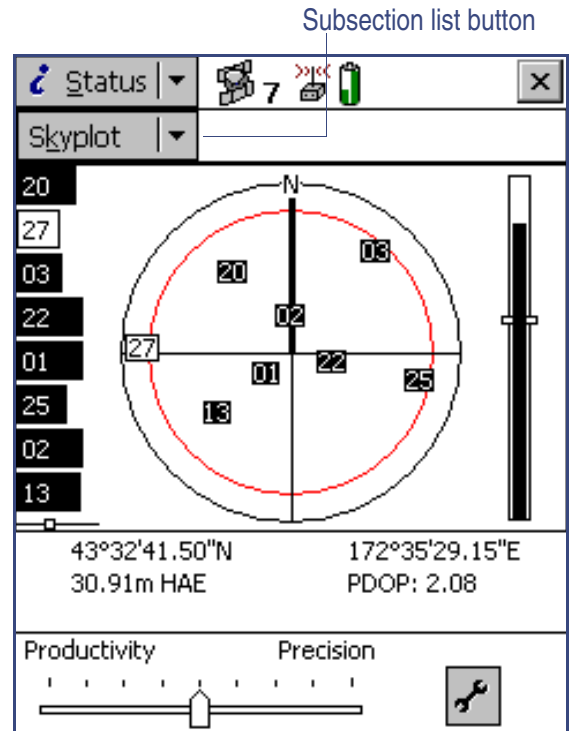 Subsection list button
Status
7
Skyplot
20
27
03
22
01
25
02
13
N
03
20
02
27
22
01
25
13
43°32'41.50"N 172°35'29.15"E
30.91m HAE PDOP: 2.08
Productivity Precision